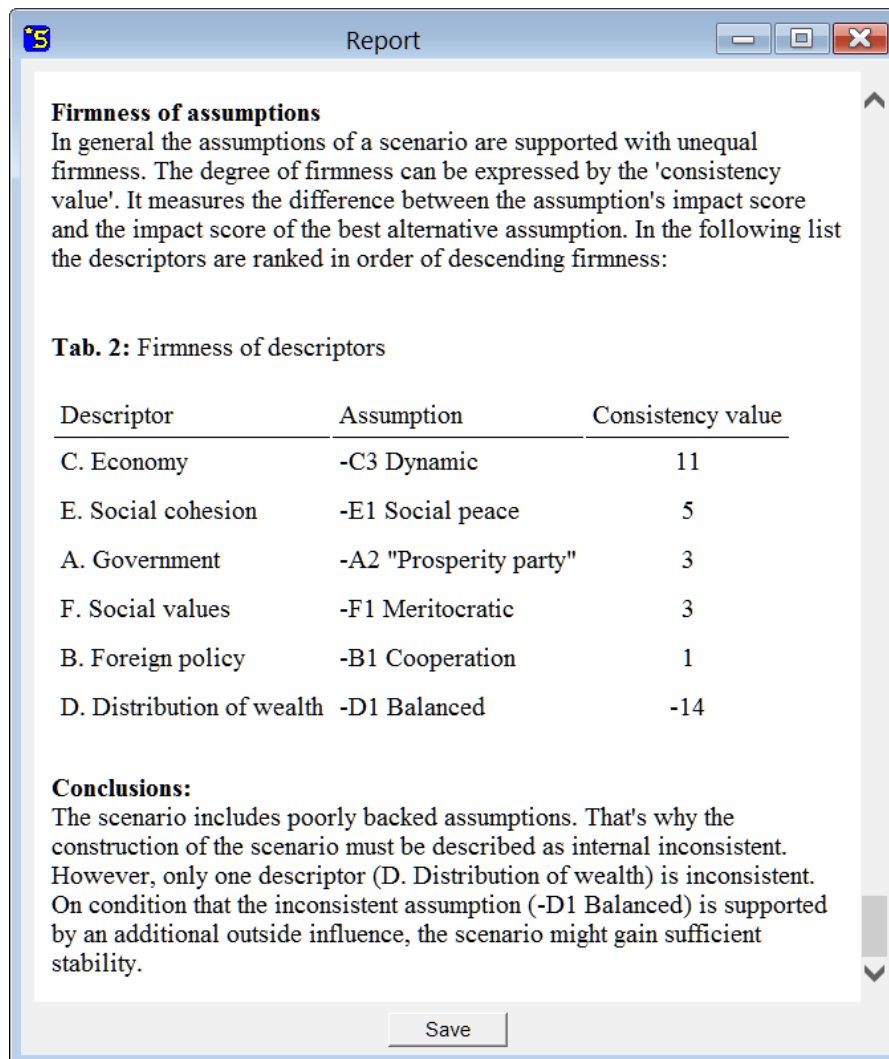 Report
Firmness of assumptions
In general the assumptions of a scenario are supported with unequal
firmness. The degree of firmness can be expressed by the 'consistency
value'. It measures the difference between the assumption's impact score
and the impact score of the best alternative assumption. In the following list
the descriptors are ranked in order of descending firmness:
Tab. 2: Firmness of descriptors
Descriptor Assumption Consistency value
C. Economy -C3 Dynamic 11
E. Social cohesion -E1 Social peace 5
A. Government -A2 "Prosperity party" 3
F. Social values -F1 Meritocratic 3
B. Foreign policy -B1 Cooperation 1
D. Distribution of wealth -D1 Balanced -14
Conclusions:
The scenario includes poorly backed assumptions. That's why the
construction of the scenario must be described as internal inconsistent.
However, only one descriptor (D. Distribution of wealth) is inconsistent.
On condition that the inconsistent assumption (-D1 Balanced) is supported
by an additional outside influence, the scenario might gain sufficient
stability.
Save